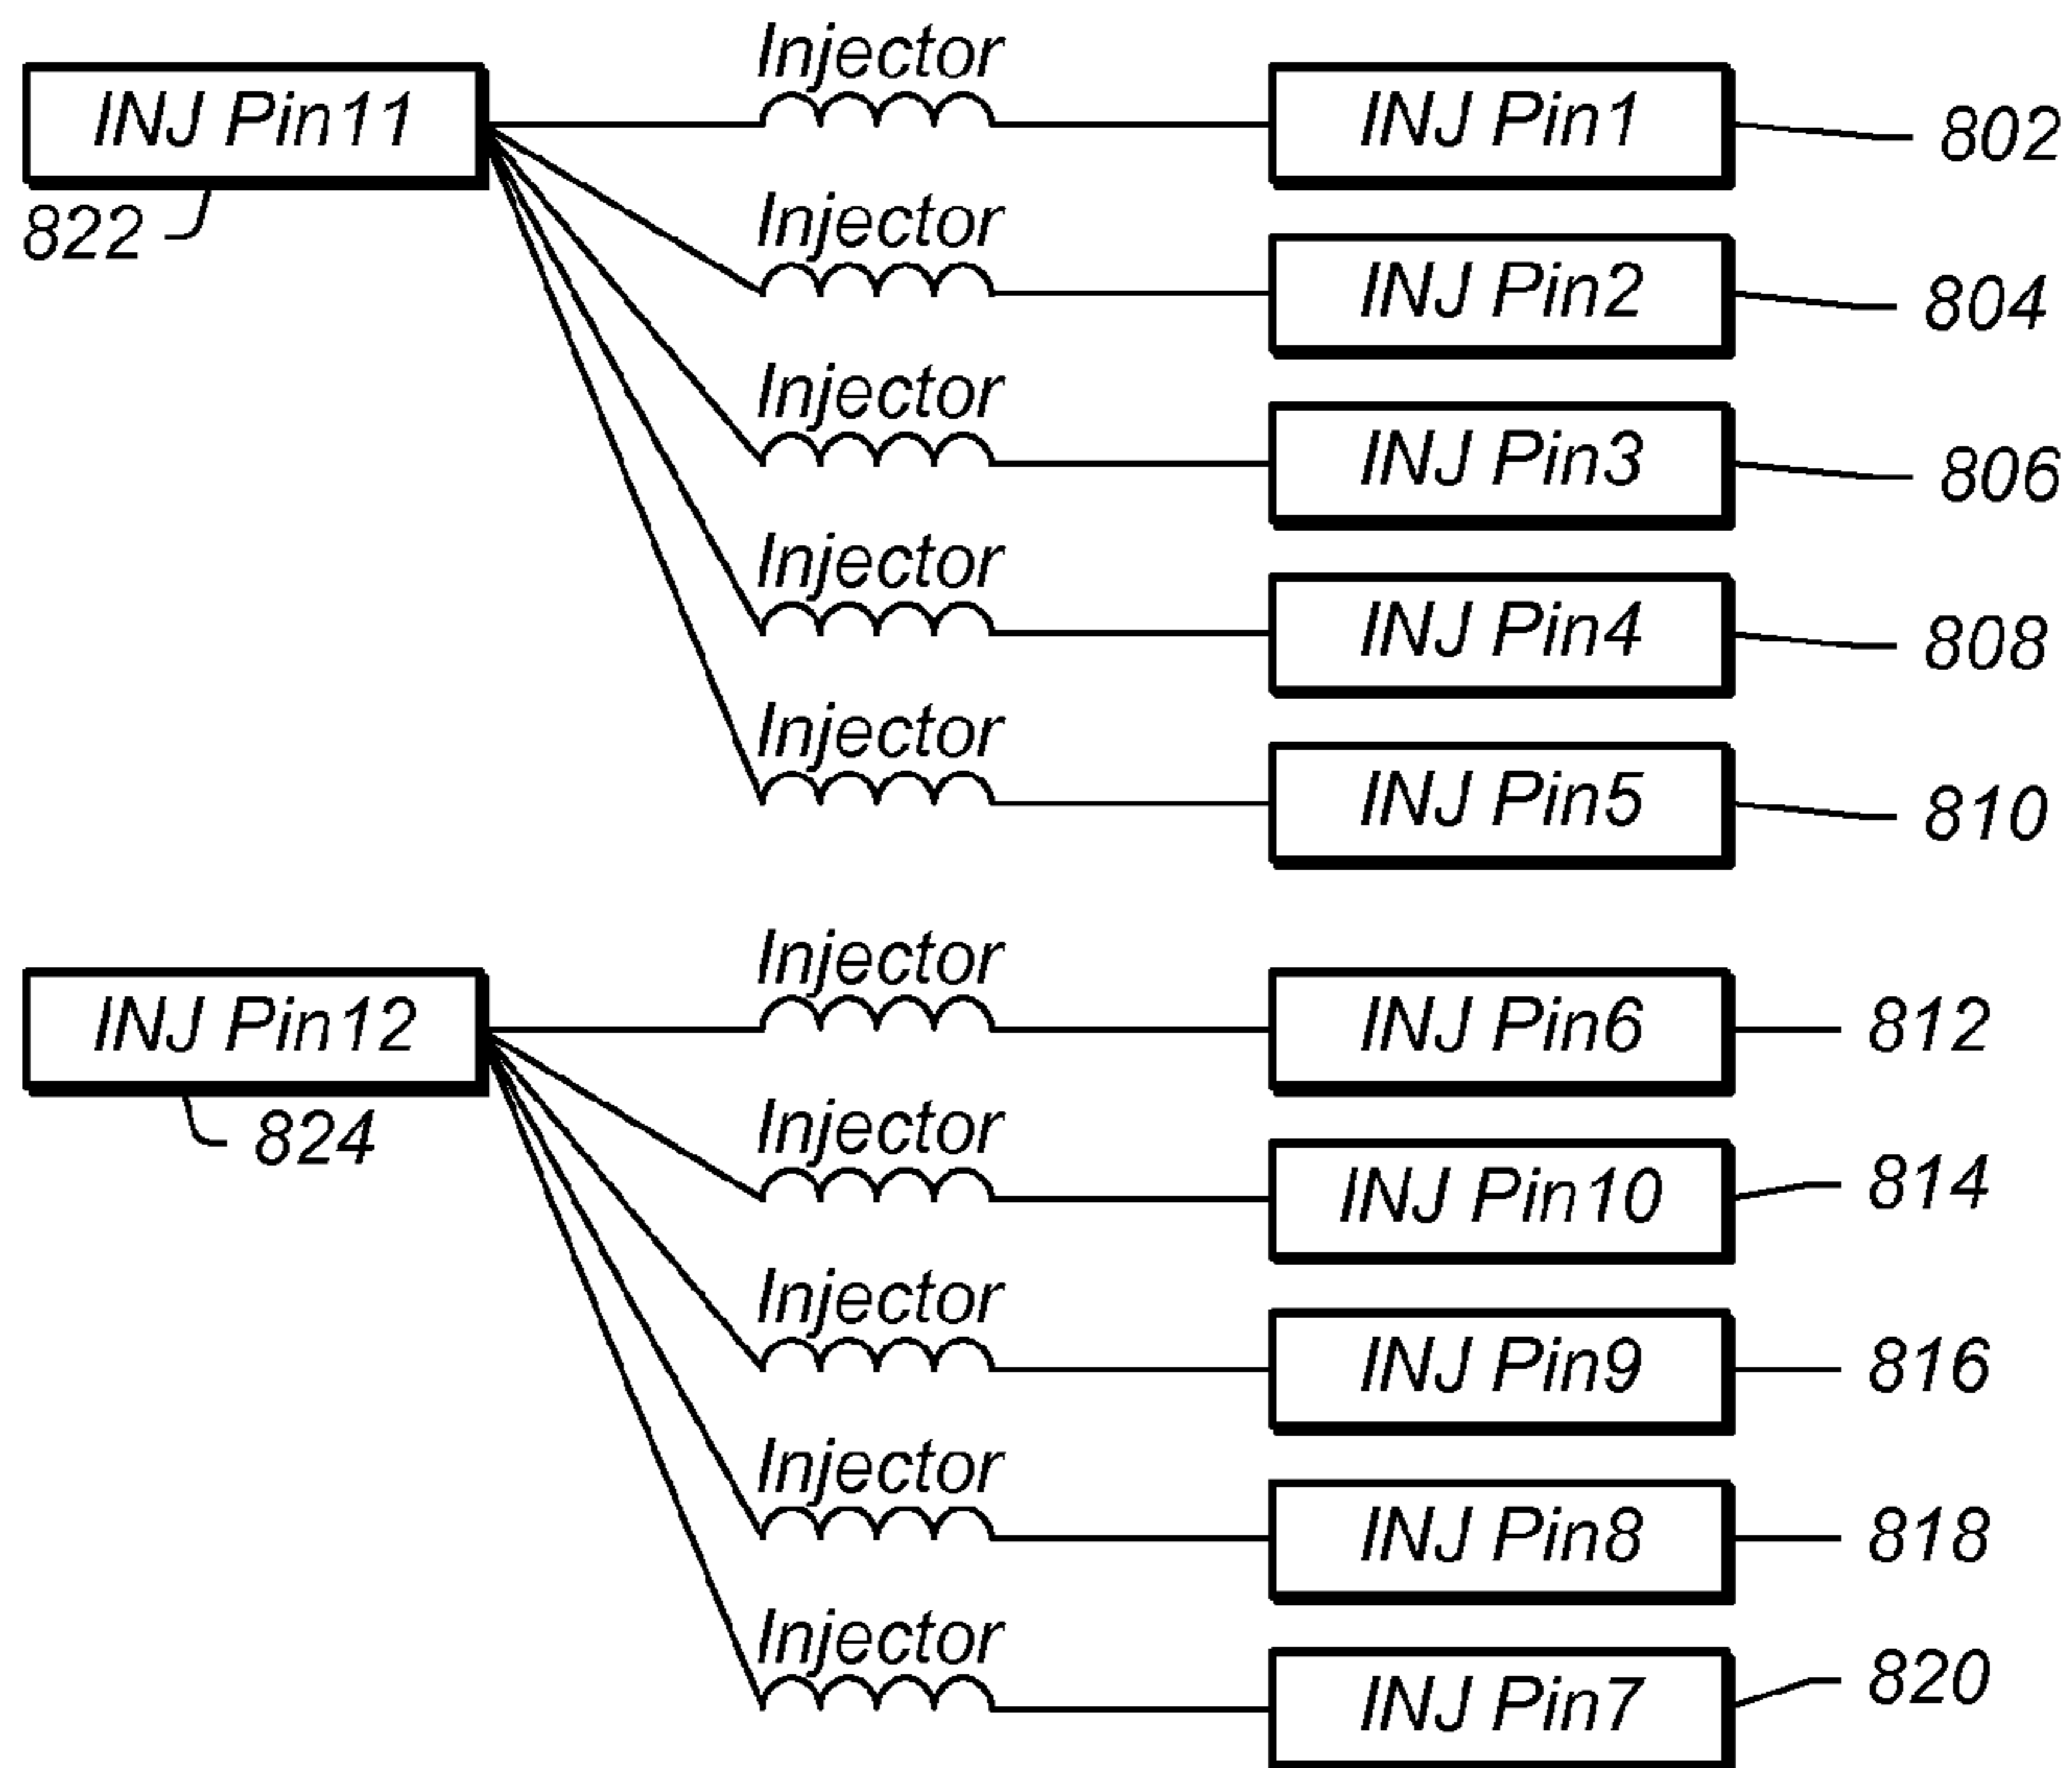 Injector
INJ Pin11
INJ Pin1
802
822
Injector
INJ Pin2
804
Injector
INJ Pin3
806
Injector
INJ Pin4
808
Injector
INJ Pin5
810
Injector
INJ Pin12
INJ Pin6
812
824
Injector
INJ Pin10
814
Injector
INJ Pin9
816
Injector
INJ Pin8
818
Injector
INJ Pin7
820